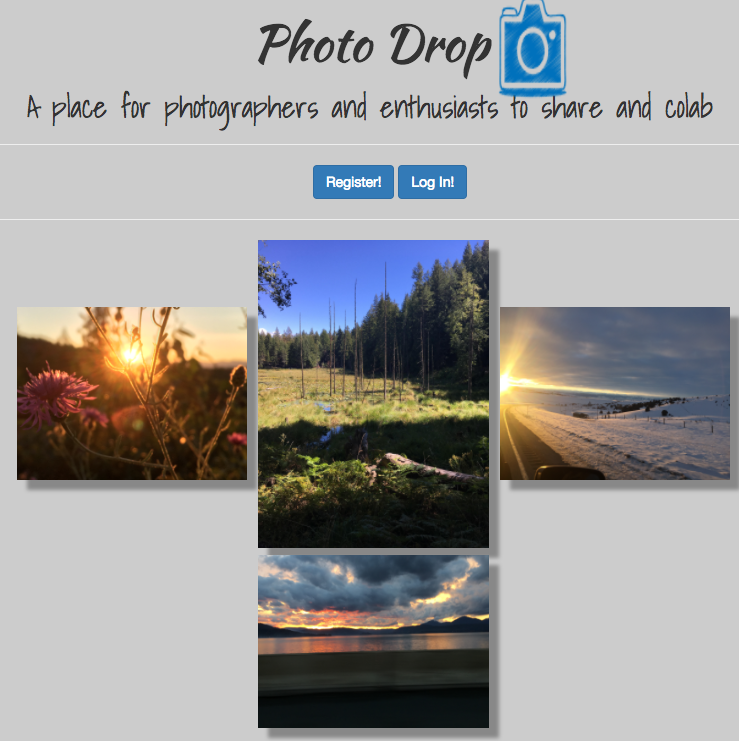 Photo Drop
A place for photographers and enthusiasts to share and colab
Register! Log In!